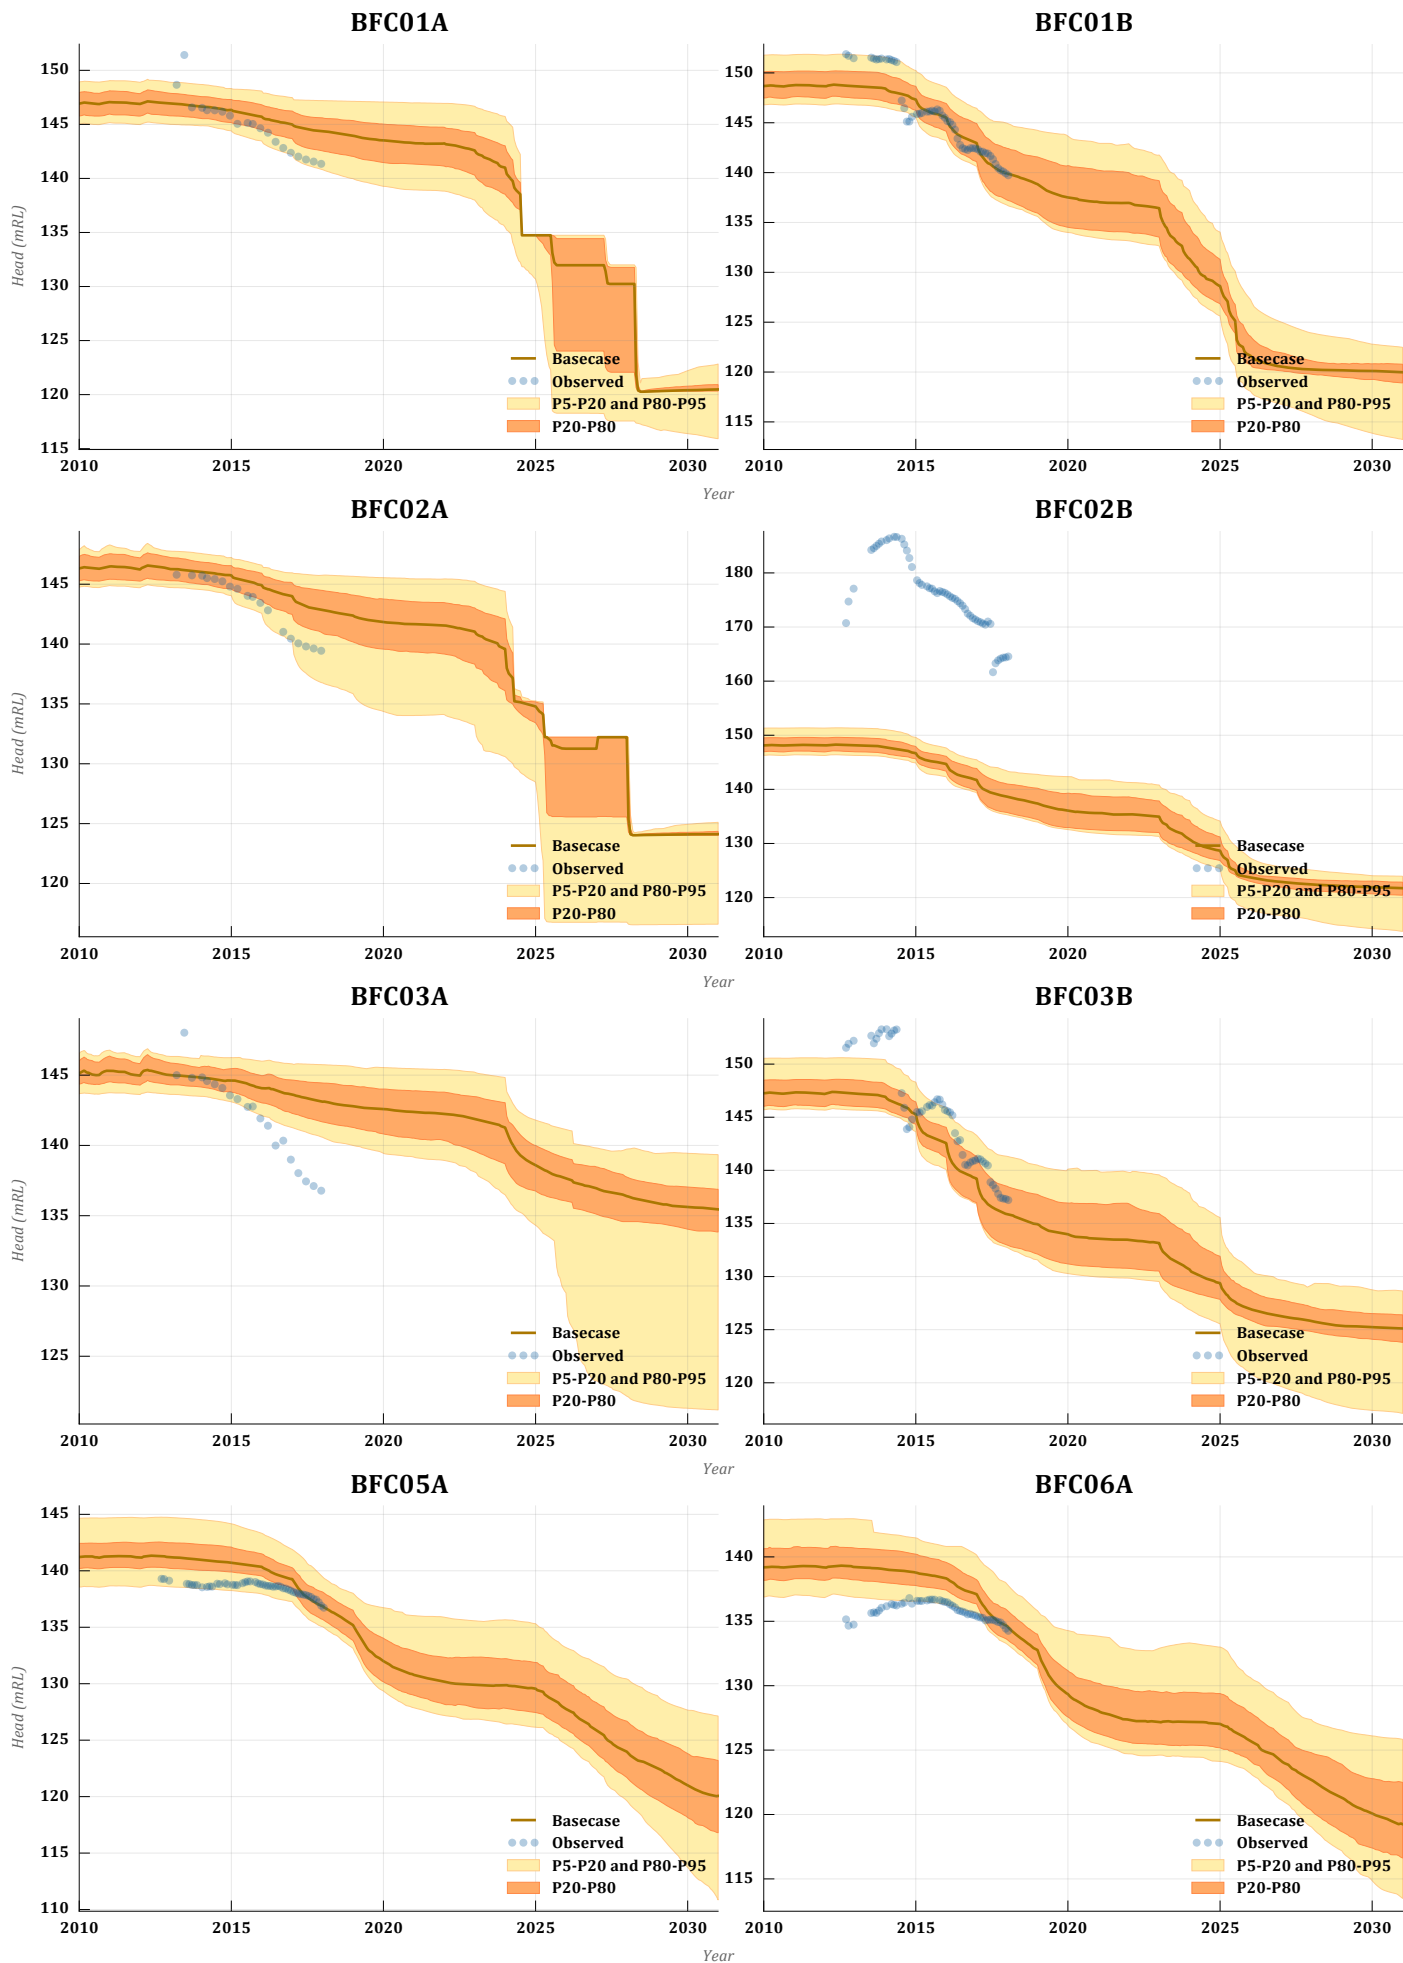 BFC01A
Head (mRL)
150
145
140
135
130
125
120
115
2010 2015 2020 2025 2030
Year
Basecase
Observed
P5-P20 and P80-P95
P20-P80
BFC01B
150
145
140
135
130
125
120
115
2010 2015 2020 2025 2030
Basecase
Observed
P5-P20 and P80-P95
P20-P80
BFC02A
Head (mRL)
145
140
135
130
125
120
2010 2015 2020 2025 2030
Year
Basecase
Observed
P5-P20 and P80-P95
P20-P80
BFC02B
180
170
160
150
140
130
120
2010 2015 2020 2025 2030
Basecase
Observed
P5-P20 and P80-P95
P20-P80
BFC03A
Head (mRL)
145
140
135
130
125
2010 2015 2020 2025 2030
Year
Basecase
Observed
P5-P20 and P80-P95
P20-P80
BFC03B
150
145
140
135
130
125
120
2010 2015 2020 2025 2030
Basecase
Observed
P5-P20 and P80-P95
P20-P80
BFC05A
Head (mRL)
145
140
135
130
125
120
115
110
2010 2015 2020 2025 2030
Year
Basecase
Observed
P5-P20 and P80-P95
P20-P80
BFC06A
140
135
130
125
120
115
2010 2015 2020 2025 2030
Basecase
Observed
P5-P20 and P80-P95
P20-P80